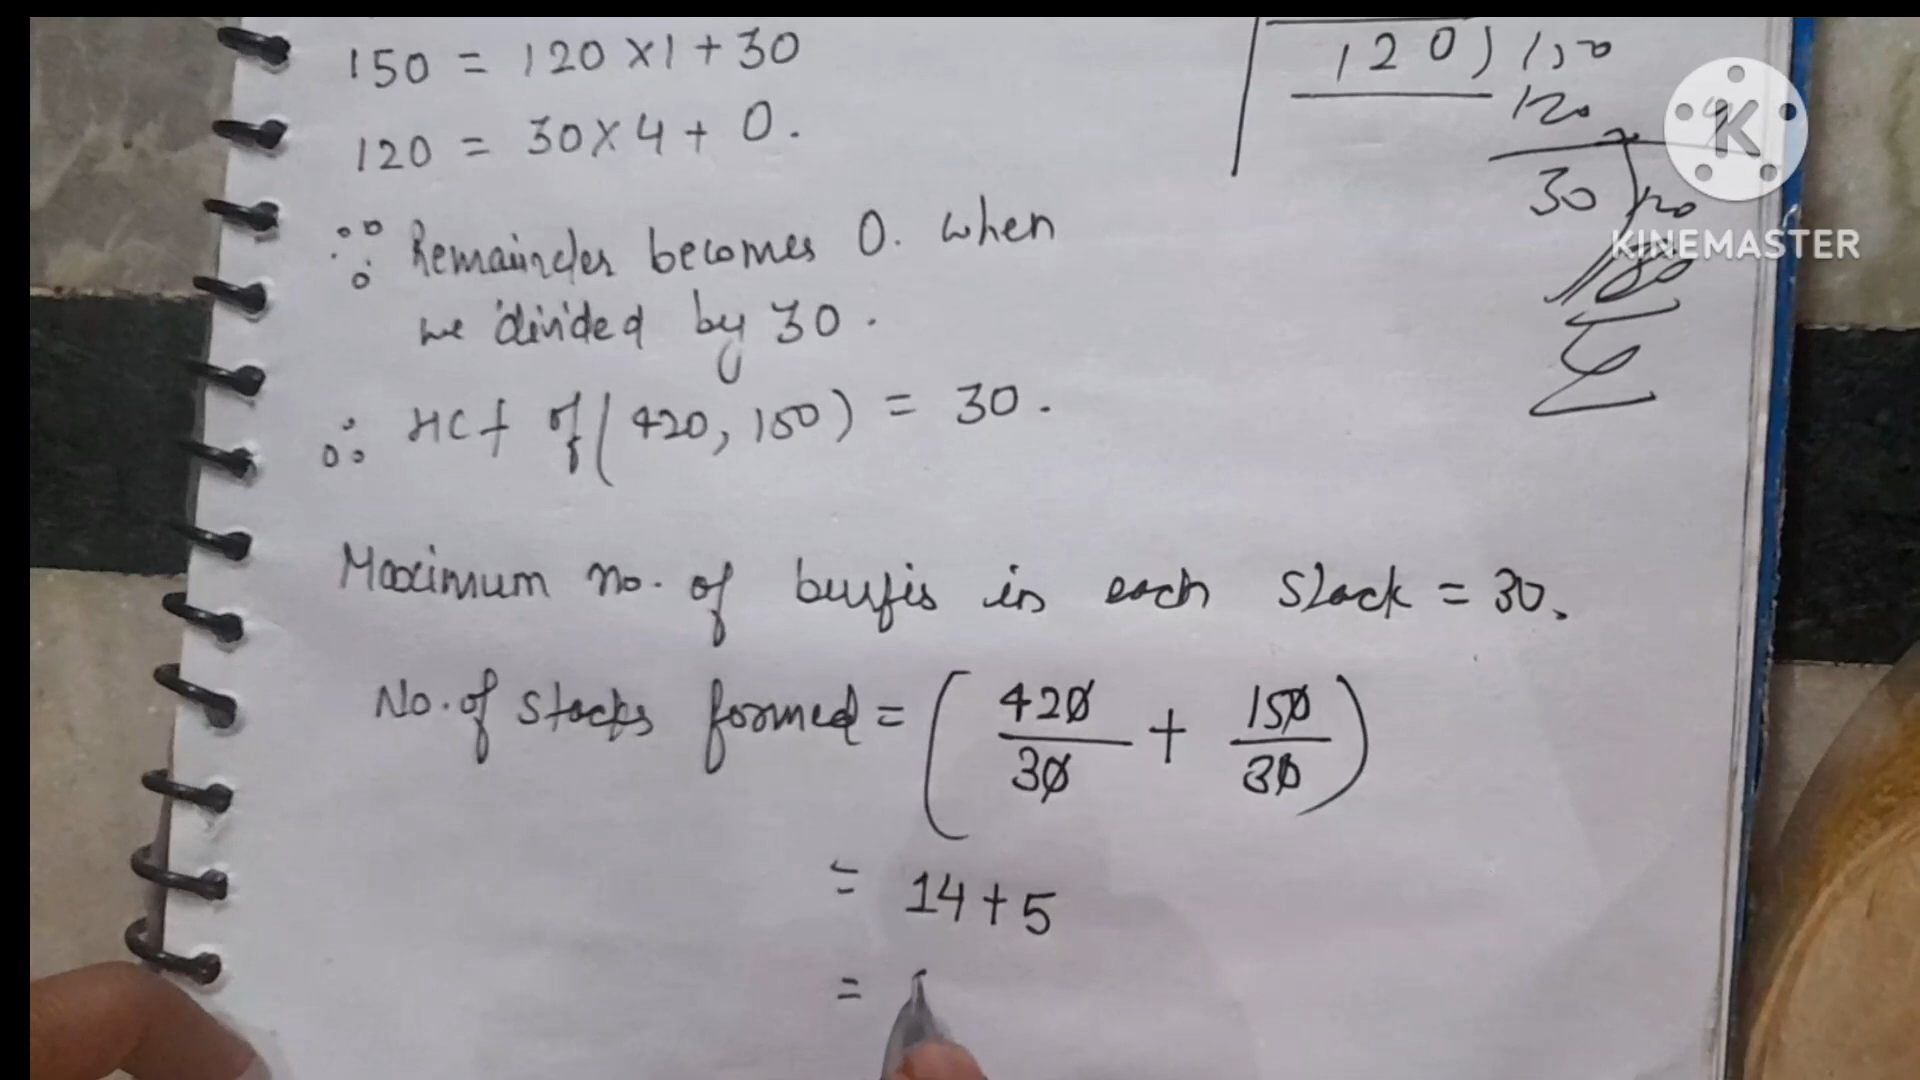 150 = 120 × 1 + 30
120 = 30 × 4 + 0.
∵ Remainder becomes 0. when
we divided by 30.
∴ HCf of (420, 150) = 30.
Maximum no. of burfis in each Stack = 30.
No. of stacks formed = ( 420/30 + 150/30 )
= 14 + 5
=
120 ) 150
120
30
120
K
KINEMASTER